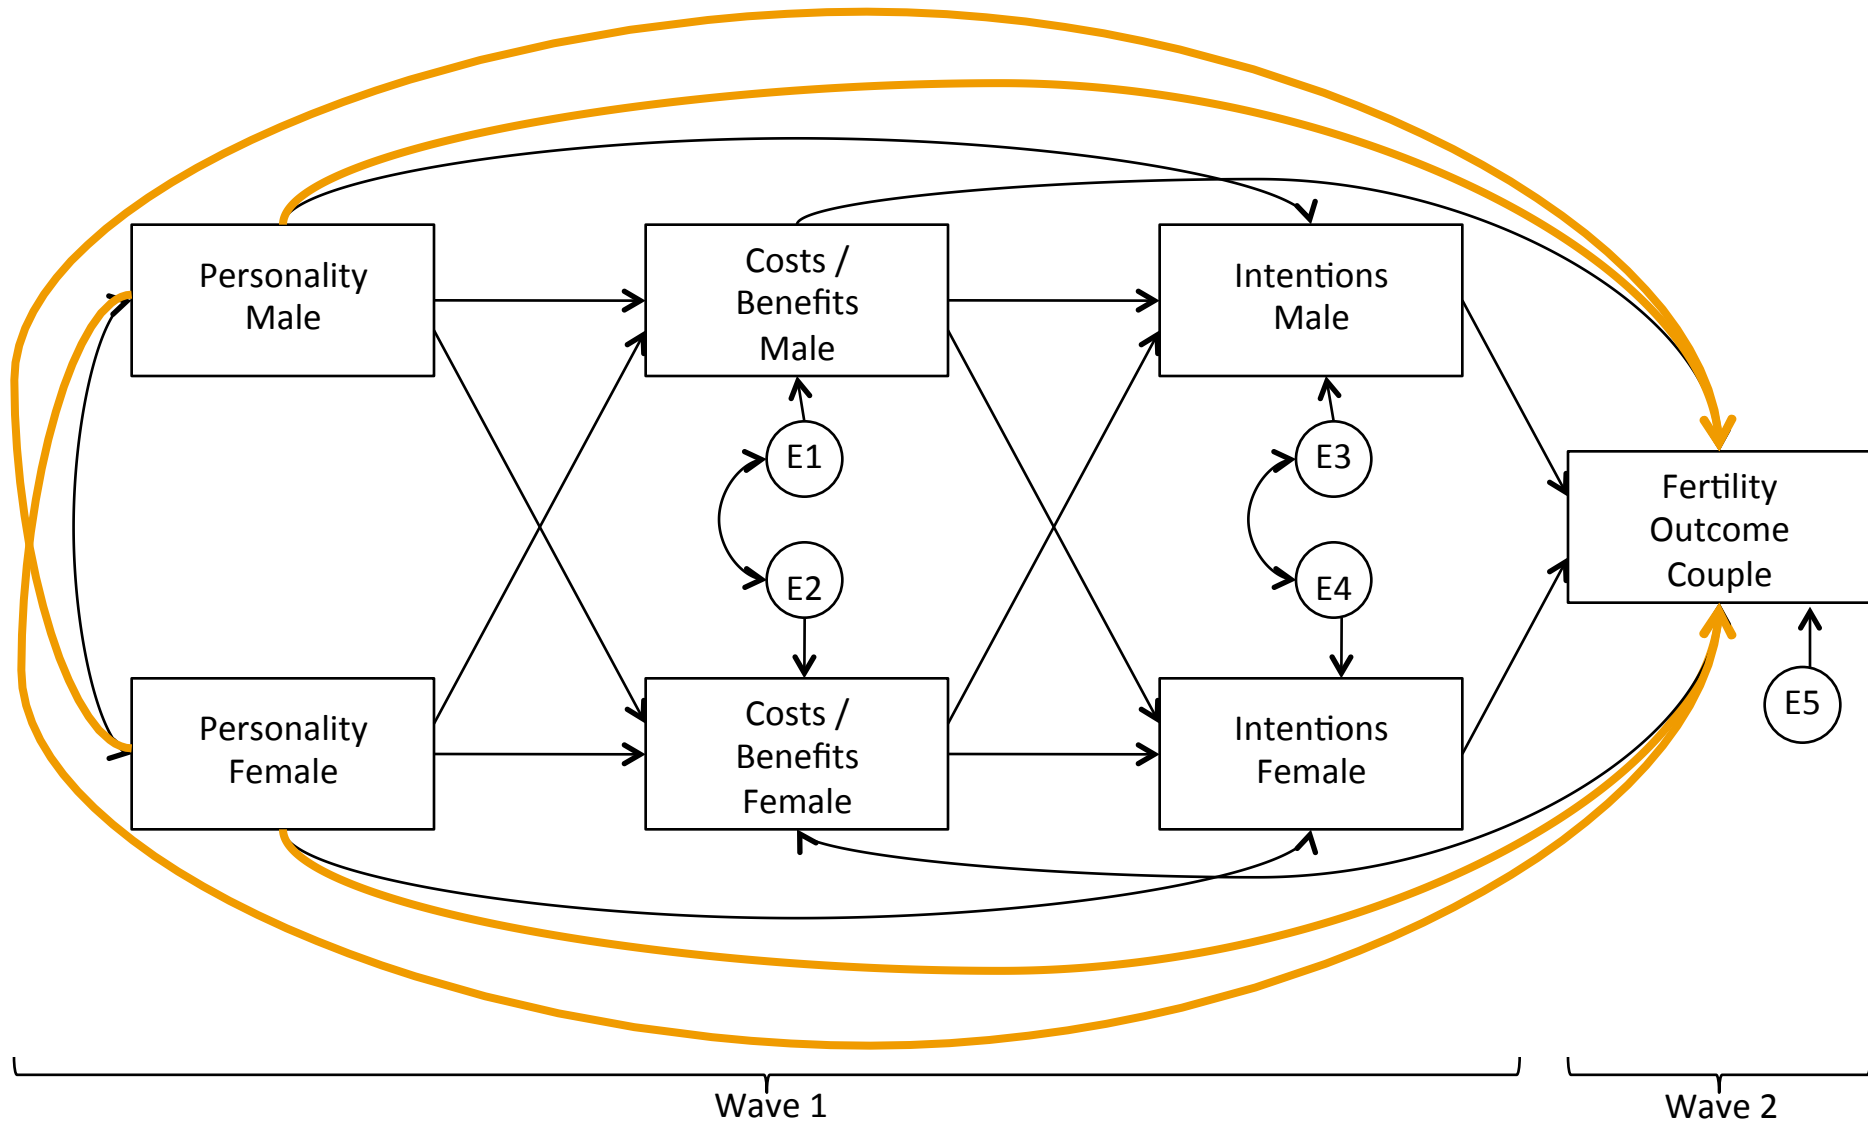 Personality
Male
Costs /
Benefits
Male
Intentions
Male
E1
E3
Fertility
Outcome
Couple
E2
E4
E5
Personality
Female
Costs /
Benefits
Female
Intentions
Female
Wave 1
Wave 2